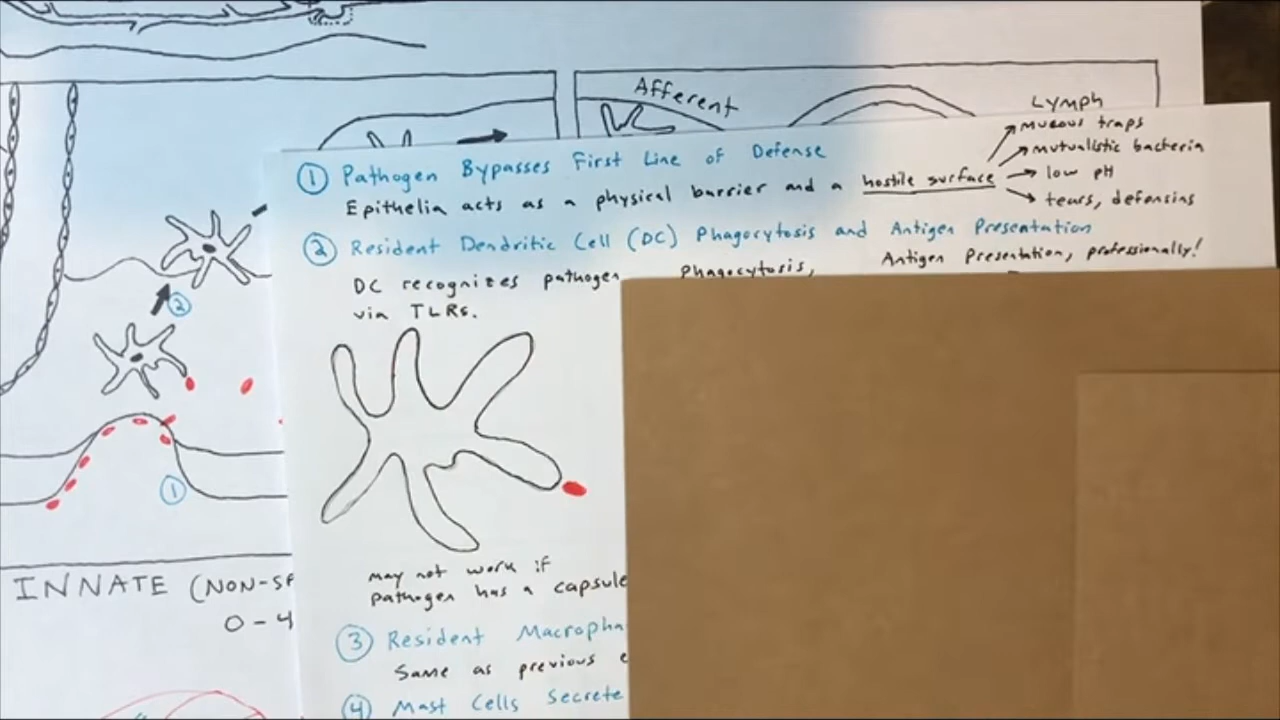 Afferent
Lymph
① Pathogen Bypasses First Line of Defense
mucous traps
mutualistic bacteria
Epithelia acts as a physical barrier and a hostile surface
low pH
tears, defensins
② Resident Dendritic Cell (DC) Phagocytosis and Antigen Presentation
DC recognizes pathogen Phagocytosis, Antigen Presentation, professionally!
via TLRs.
②
①
may not work if
pathogen has a capsule
INNATE (NON-SP
0-4
③ Resident Macropha
Same as previous e
④ Mast Cells Secrete